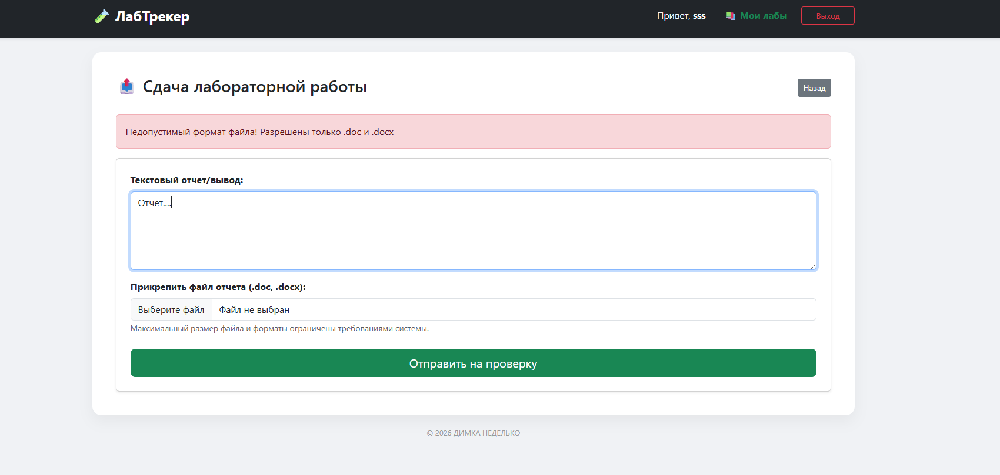 ЛабТрекер
Привет, sss
Мои лабы
Выход
Сдача лабораторной работы
Назад
Недопустимый формат файла! Разрешены только .doc и .docx
Текстовый отчет/вывод:
Отчет....
Прикрепить файл отчета (.doc, .docx):
Выберите файл
Файл не выбран
Максимальный размер файла и форматы ограничены требованиями системы.
Отправить на проверку
© 2026 ДИМКА НЕДЕЛЬКО